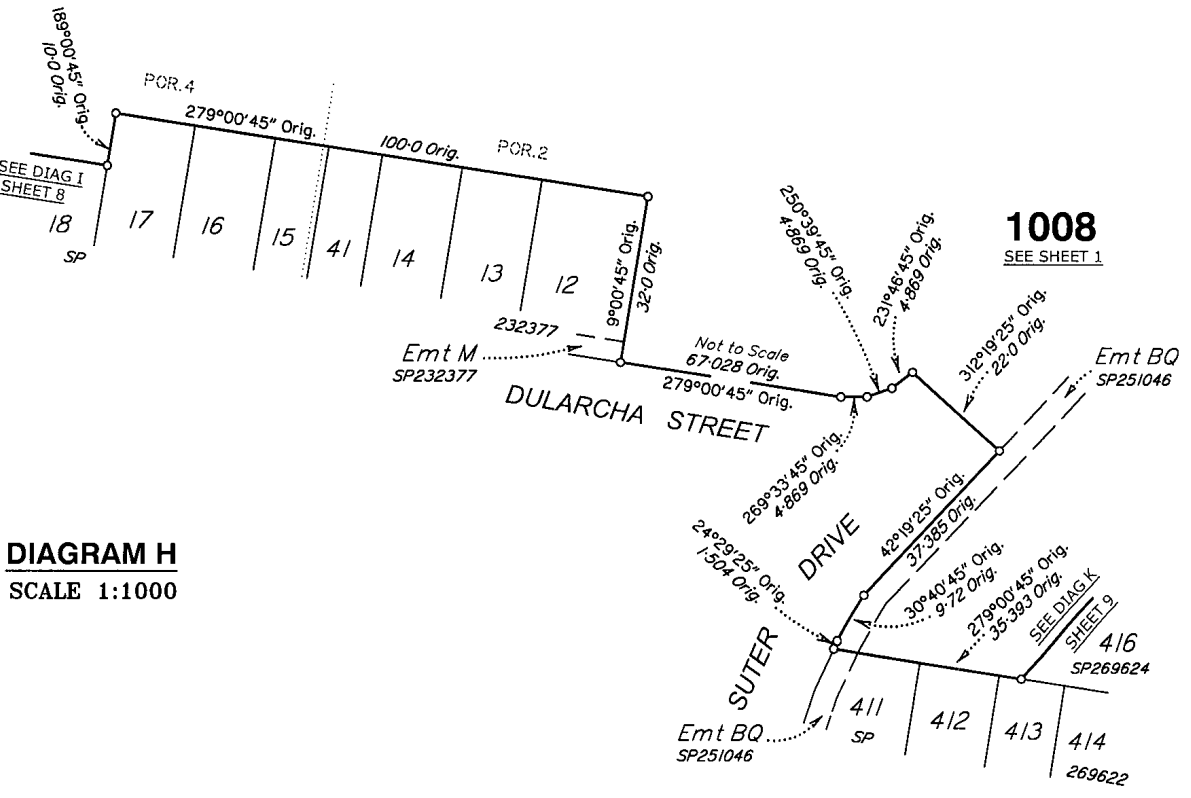 189°00'45" Orig.
10·0 Orig.
POR.4
279°00'45" Orig.
100·0 Orig.
POR.2
SEE DIAG I
SHEET 8
18
SP
17
16
15
41
14
13
12
232377
9°00'45" Orig.
32·0 Orig.
Emt M
SP232377
Not to Scale
67·028 Orig.
279°00'45" Orig.
DULARCHA STREET
250°39'45" Orig.
4·869 Orig.
231°46'45" Orig.
4·869 Orig.
1008
SEE SHEET 1
312°19'25" Orig.
22·0 Orig.
Emt BQ
SP251046
269°33'45" Orig.
4·869 Orig.
42°19'25" Orig.
37·385 Orig.
24°29'25" Orig.
1·504 Orig.
SUTER DRIVE
30°40'45" Orig.
9·72 Orig.
279°00'45" Orig.
35·393 Orig.
SEE DIAG K
SHEET 9
416
SP269624
411
SP
412
413
414
269622
Emt BQ
SP251046
DIAGRAM H
SCALE 1:1000